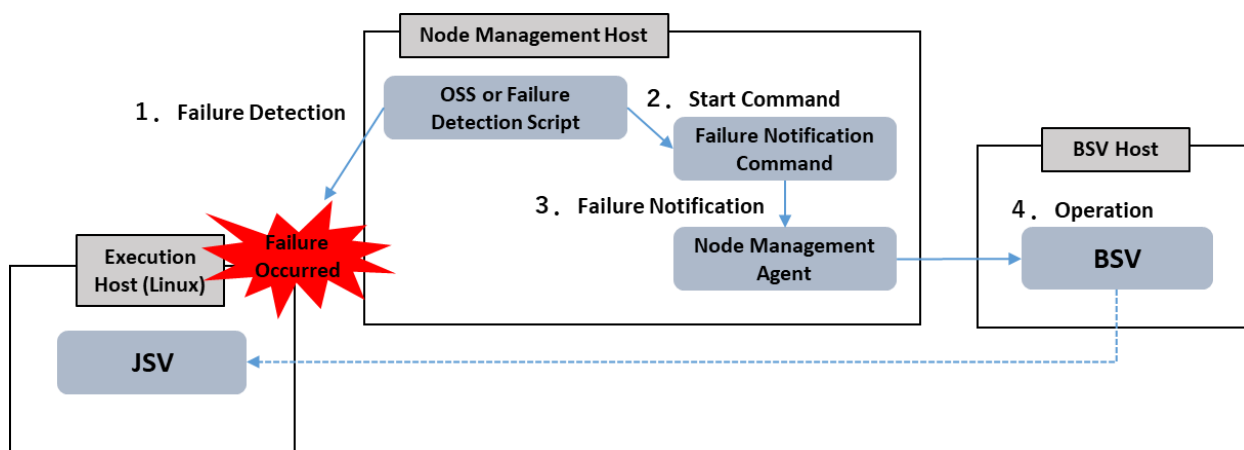 Node Management Host
1. Failure Detection
OSS or Failure
Detection Script
2. Start Command
Failure Notification
Command
BSV Host
3. Failure Notification
4. Operation
Failure
Occurred
Execution
Host (Linux)
Node Management
Agent
BSV
JSV